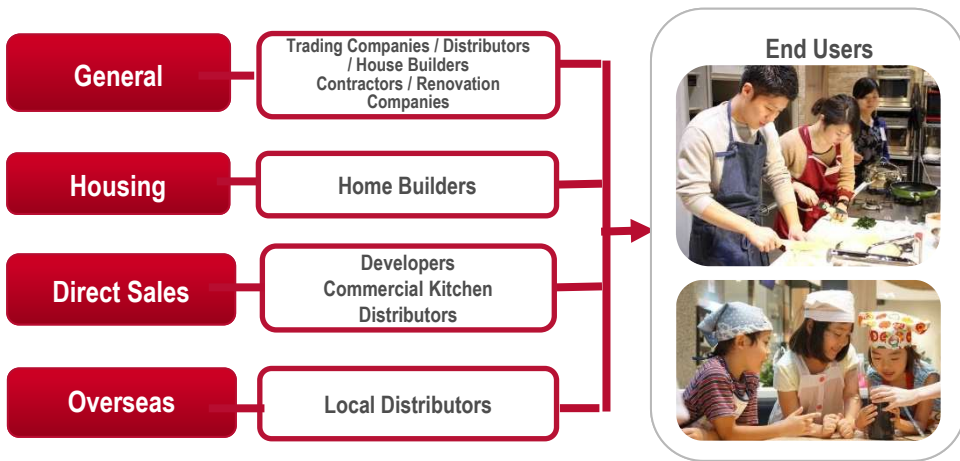 General
Trading Companies / Distributors
/ House Builders
Contractors / Renovation
Companies
Housing
Home Builders
Direct Sales
Developers
Commercial Kitchen
Distributors
Overseas
Local Distributors
End Users